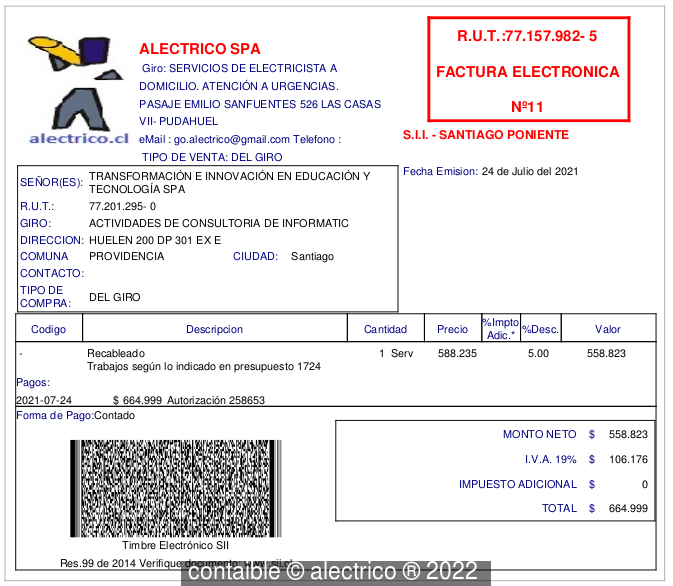 alectrico.cl
ALECTRICO SPA
Giro: SERVICIOS DE ELECTRICISTA A
DOMICILIO. ATENCIÓN A URGENCIAS.
PASAJE EMILIO SANFUENTES 526 LAS CASAS
VII- PUDAHUEL
eMail : go.alectrico@gmail.com Telefono :
TIPO DE VENTA: DEL GIRO
R.U.T.:77.157.982- 5
FACTURA ELECTRONICA
Nº11
S.I.I. - SANTIAGO PONIENTE
Fecha Emision: 24 de Julio del 2021
SEÑOR(ES): TRANSFORMACIÓN E INNOVACIÓN EN EDUCACIÓN Y
TECNOLOGÍA SPA
R.U.T.: 77.201.295- 0
GIRO: ACTIVIDADES DE CONSULTORIA DE INFORMATIC
DIRECCION: HUELEN 200 DP 301 EX E
COMUNA PROVIDENCIA CIUDAD: Santiago
CONTACTO:
TIPO DE
COMPRA: DEL GIRO
Codigo Descripcion Cantidad Precio %Impto Adic.* %Desc. Valor
- Recableado 1 Serv 588.235 5.00 558.823
Trabajos según lo indicado en presupuesto 1724
Pagos:
2021-07-24 $ 664.999 Autorización 258653
Forma de Pago:Contado
MONTO NETO $ 558.823
I.V.A. 19% $ 106.176
IMPUESTO ADICIONAL $ 0
TOTAL $ 664.999
Timbre Electrónico SII
Res.99 de 2014 Verifique documento: www.sii.cl
contaible © alectrico ® 2022